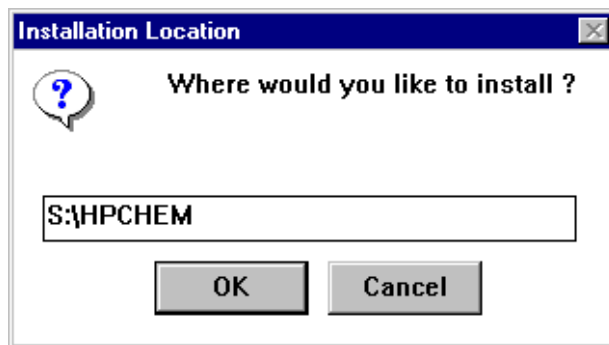 Installation Location
Where would you like to install ?
S:\HPCHEM
OK
Cancel